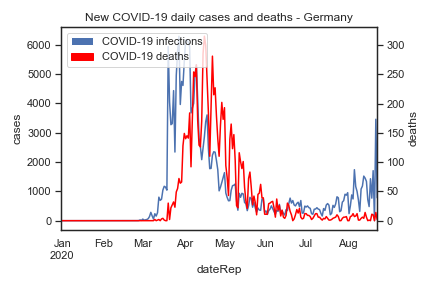 New COVID-19 daily cases and deaths - Germany
COVID-19 infections
COVID-19 deaths
6000
5000
4000
3000
2000
1000
0
cases
300
250
200
150
100
50
0
deaths
Jan Feb Mar Apr May Jun Jul Aug
2020
dateRep